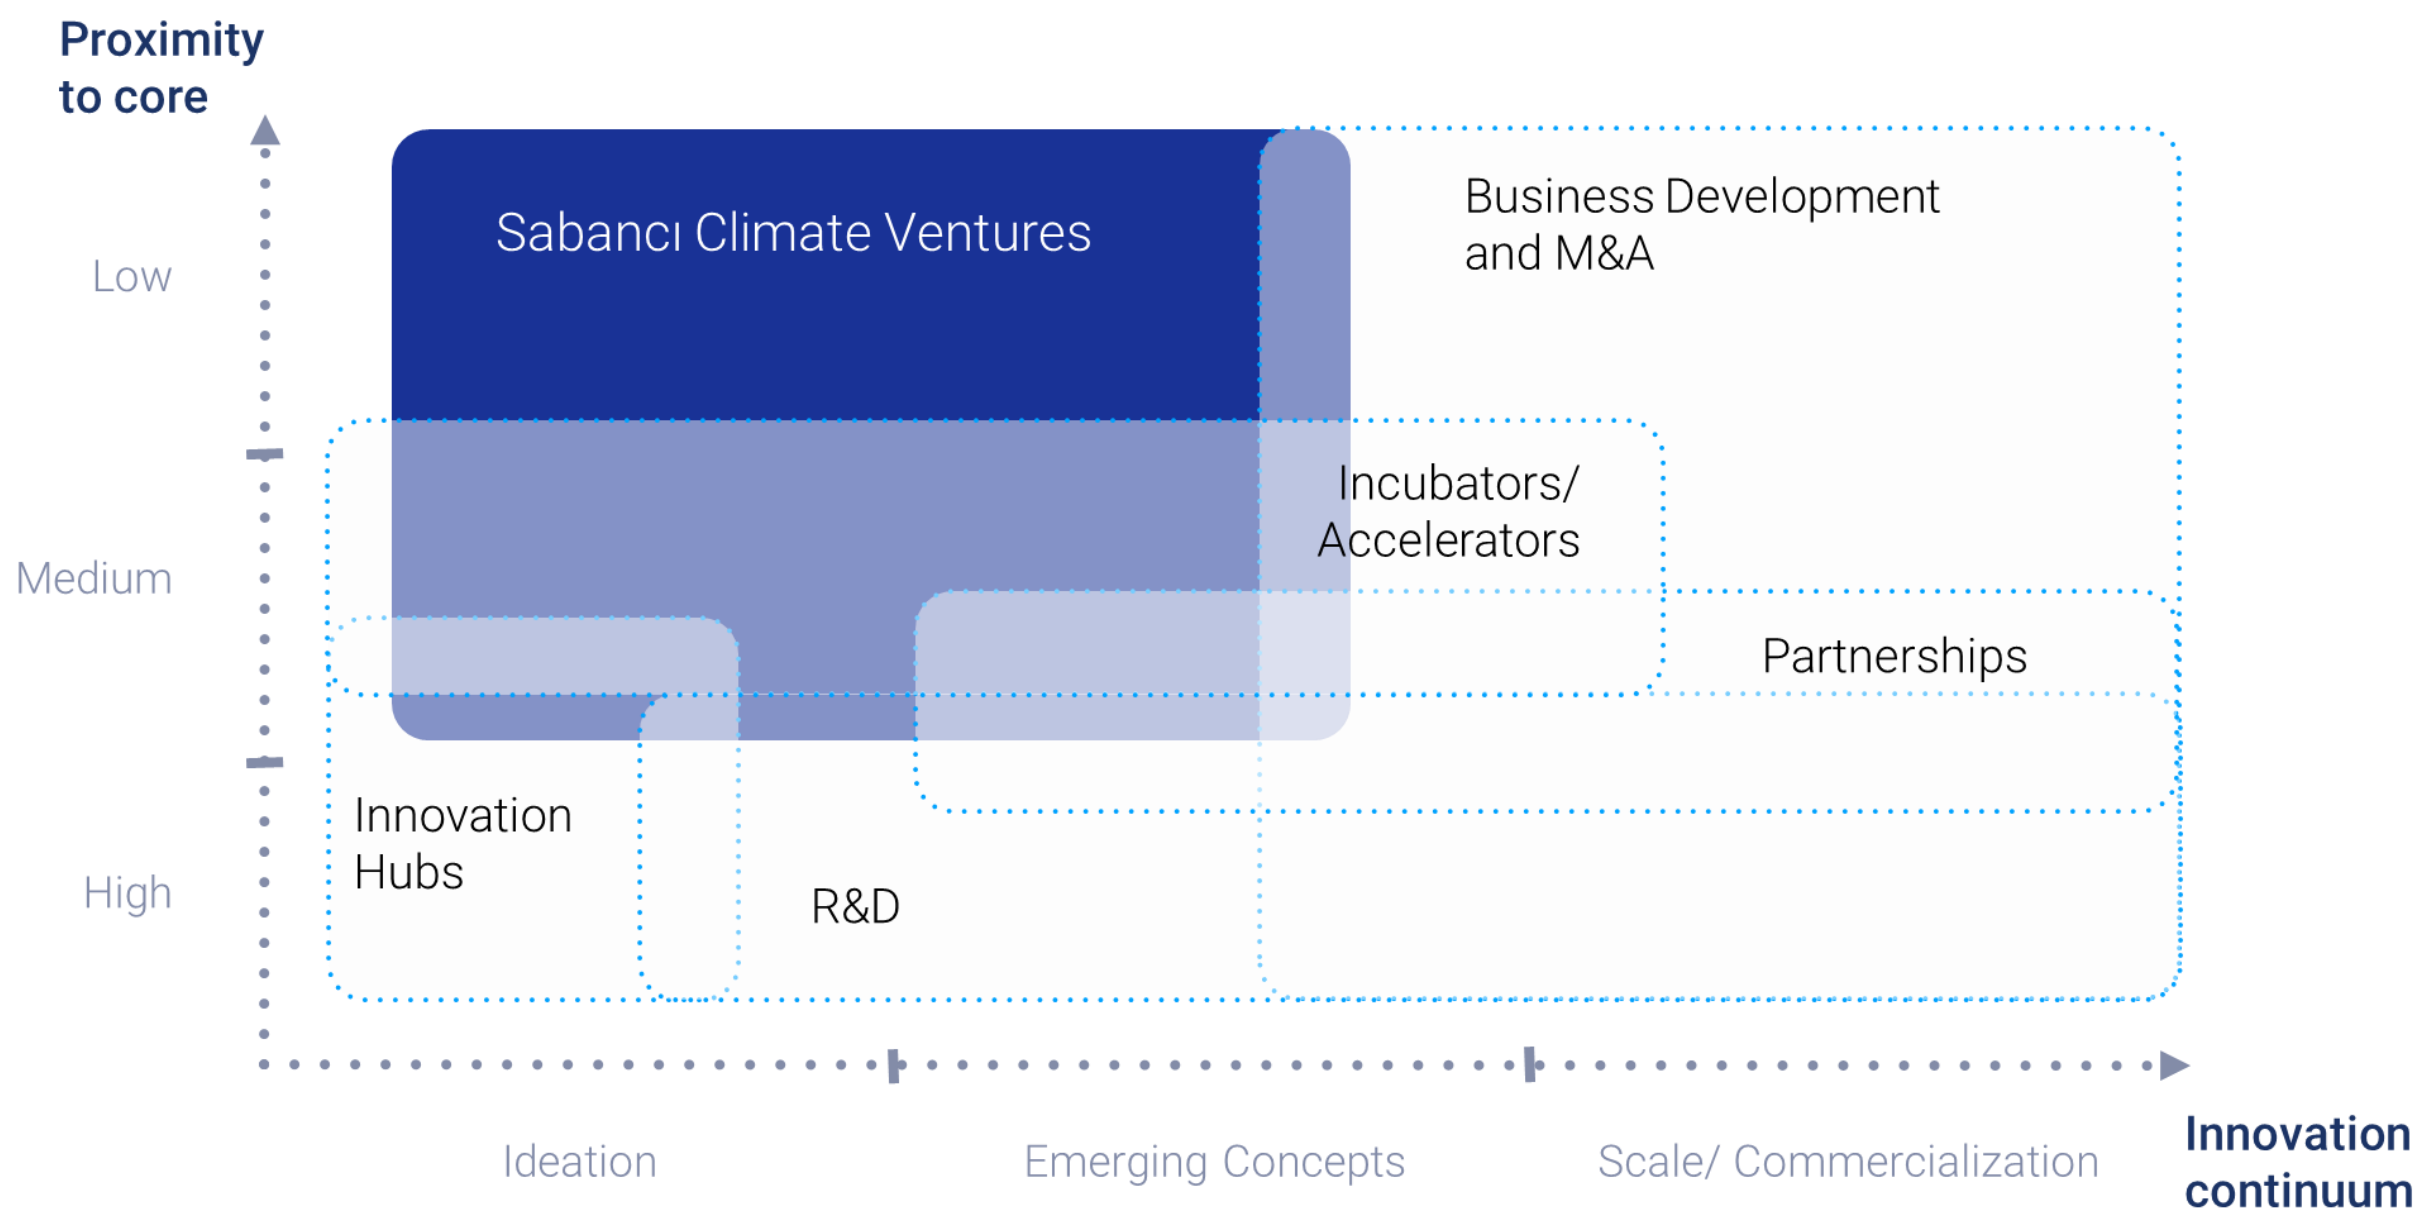 Proximity
to core
Low
Sabancı Climate Ventures
Business Development
and M&A
Medium
Incubators/
Accelerators
Partnerships
High
Innovation
Hubs
R&D
Ideation
Emerging Concepts
Scale/ Commercialization
Innovation
continuum